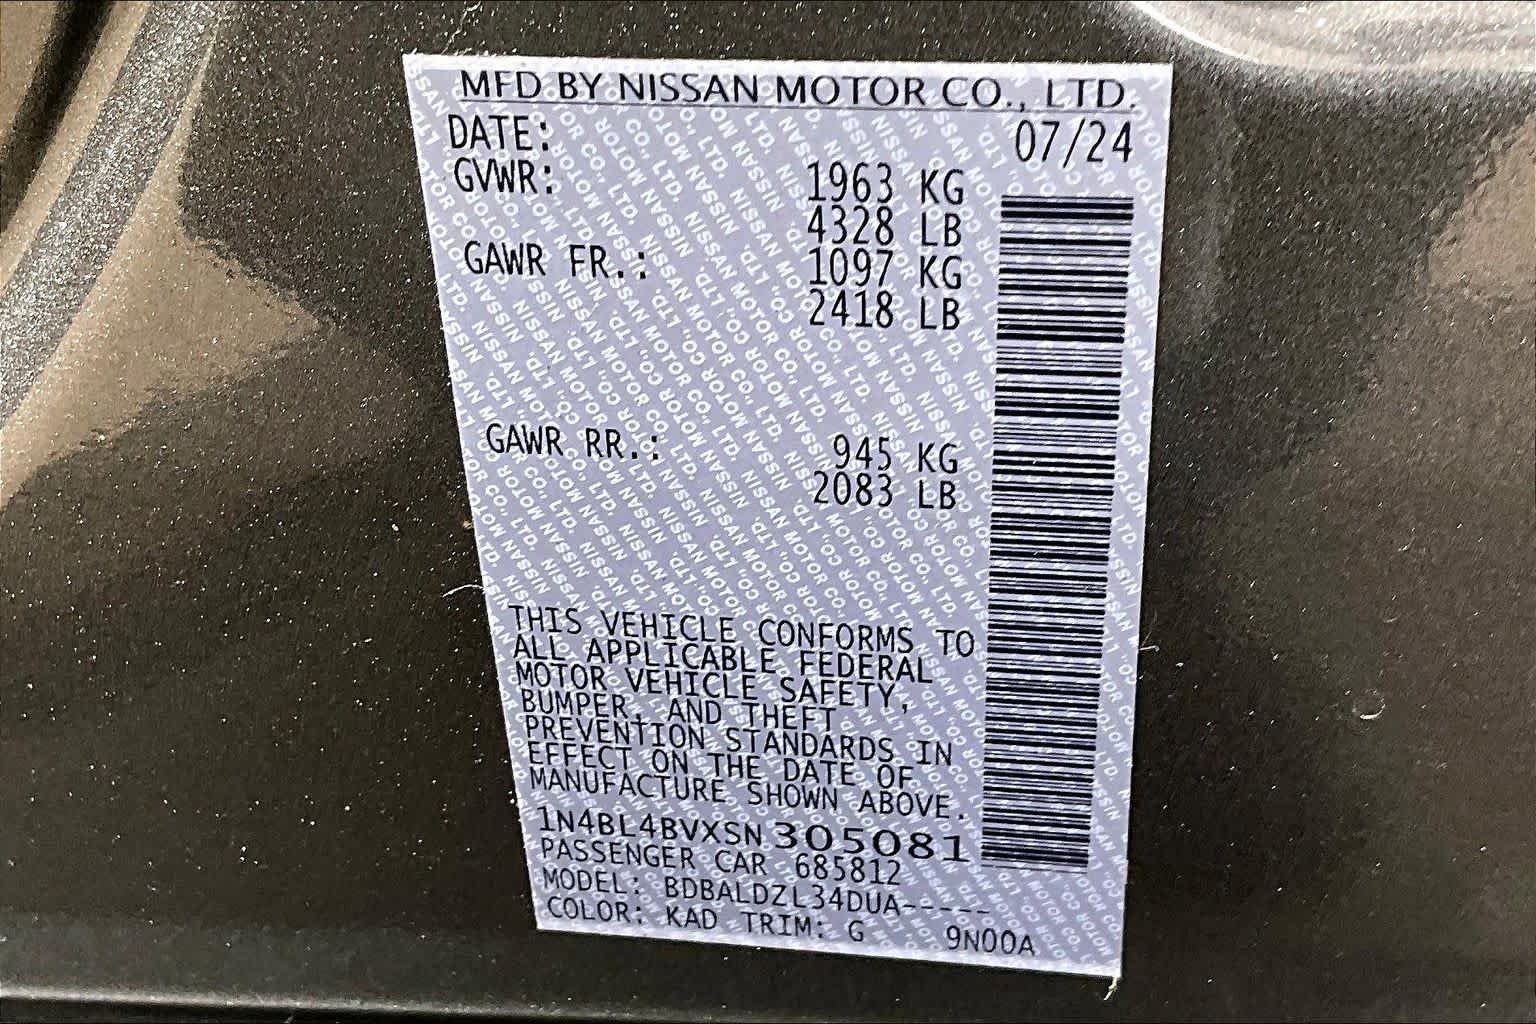 MFD BY NISSAN MOTOR CO., LTD.
DATE: 07/24
GVWR: 1963 KG
4328 LB
GAWR FR.: 1097 KG
2418 LB
GAWR RR.: 945 KG
2083 LB
THIS VEHICLE CONFORMS TO
ALL APPLICABLE FEDERAL
MOTOR VEHICLE SAFETY,
BUMPER, AND THEFT
PREVENTION STANDARDS IN
EFFECT ON THE DATE OF
MANUFACTURE SHOWN ABOVE.
1N4BL4BVXSN305081
PASSENGER CAR 685812
MODEL: BDBALDZL34DUA-----
COLOR: KAD TRIM: G 9N00A